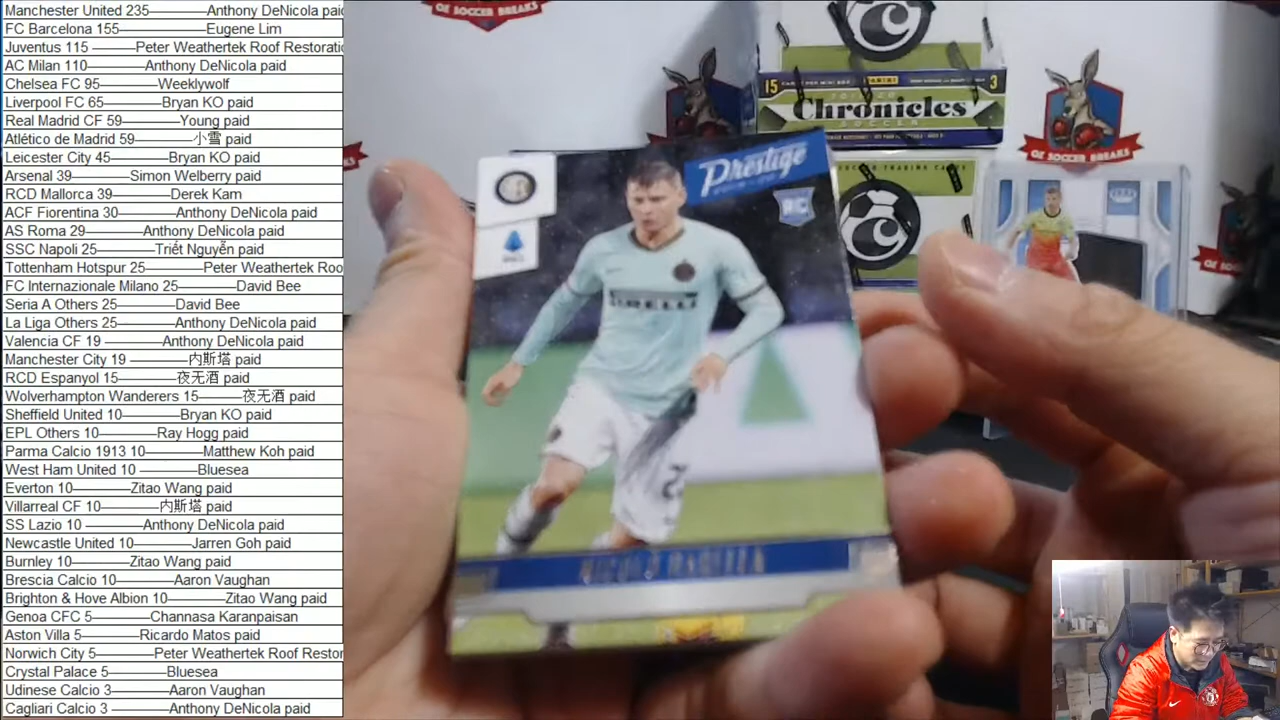 Manchester United 235————Anthony DeNicola paid
FC Barcelona 155————Eugene Lim
Juventus 115 ————Peter Weathertek Roof Restorati
AC Milan 110————Anthony DeNicola paid
Chelsea FC 95————Weeklywolf
Liverpool FC 65————Bryan KO paid
Real Madrid CF 59————Young paid
Atlético de Madrid 59————小雪 paid
Leicester City 45————Bryan KO paid
Arsenal 39————Simon Welberry paid
RCD Mallorca 39————Derek Kam
ACF Fiorentina 30————Anthony DeNicola paid
AS Roma 29————Anthony DeNicola paid
SSC Napoli 25————Triết Nguyễn paid
Tottenham Hotspur 25————Peter Weathertek Roo
FC Internazionale Milano 25————David Bee
Seria A Others 25————David Bee
La Liga Others 25————Anthony DeNicola paid
Valencia CF 19 ————Anthony DeNicola paid
Manchester City 19 ————内斯塔 paid
RCD Espanyol 15————夜无酒 paid
Wolverhampton Wanderers 15————夜无酒 paid
Sheffield United 10————Bryan KO paid
EPL Others 10————Ray Hogg paid
Parma Calcio 1913 10————Matthew Koh paid
West Ham United 10 ————Bluesea
Everton 10————Zitao Wang paid
Villarreal CF 10————内斯塔 paid
SS Lazio 10 ————Anthony DeNicola paid
Newcastle United 10————Jarren Goh paid
Burnley 10————Zitao Wang paid
Brescia Calcio 10————Aaron Vaughan
Brighton & Hove Albion 10————Zitao Wang paid
Genoa CFC 5————Channasa Karanpaisan
Aston Villa 5————Ricardo Matos paid
Norwich City 5————Peter Weathertek Roof Restor
Crystal Palace 5————Bluesea
Udinese Calcio 3————Aaron Vaughan
Cagliari Calcio 3 ————Anthony DeNicola paid
OF SOCCER BREAKS
15 CARDS PER MINI BOX PANINI 3
Chronicles
SOCCER
OZ SOCCER BREAKS
Prestige
RC
PIRELLI